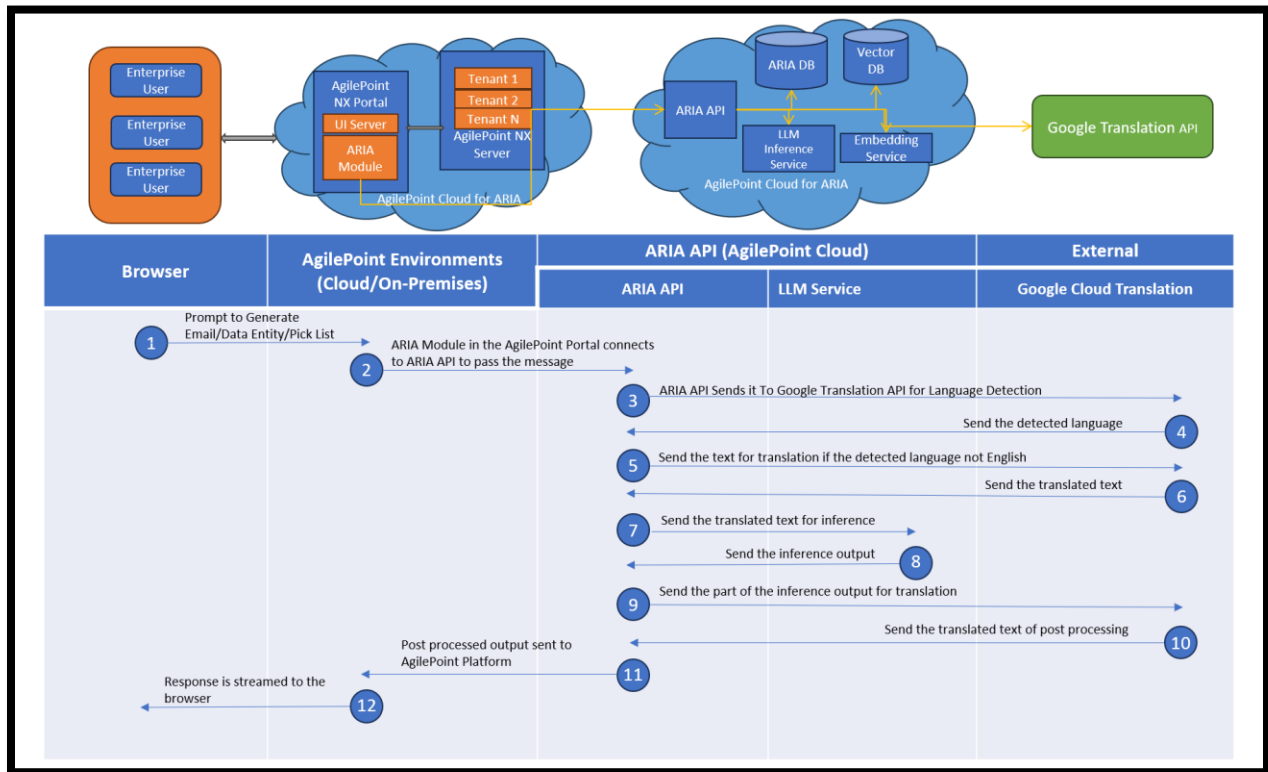 Enterprise
User
Enterprise
User
Enterprise
User
AgilePoint
NX Portal
UI Server
ARIA
Module
Tenant 1
Tenant 2
Tenant N
AgilePoint NX
Server
AgilePoint Cloud for ARIA
ARIA API
ARIA DB
Vector
DB
LLM
Inference
Service
Embedding
Service
AgilePoint Cloud for ARIA
Google Translation API
Browser
AgilePoint Environments
(Cloud/On-Premises)
ARIA API (AgilePoint Cloud)
External
ARIA API
LLM Service
Google Cloud Translation
1
Prompt to Generate
Email/Data Entity/Pick List
2
ARIA Module in the AgilePoint Portal connects
to ARIA API to pass the message
3
ARIA API Sends it To Google Translation API for Language Detection
Send the detected language
4
5
Send the text for translation if the detected language not English
Send the translated text
6
7
Send the translated text for inference
Send the inference output
8
9
Send the part of the inference output for translation
Send the translated text of post processing
10
Post processed output sent to
AgilePoint Platform
11
Response is streamed to the
browser
12